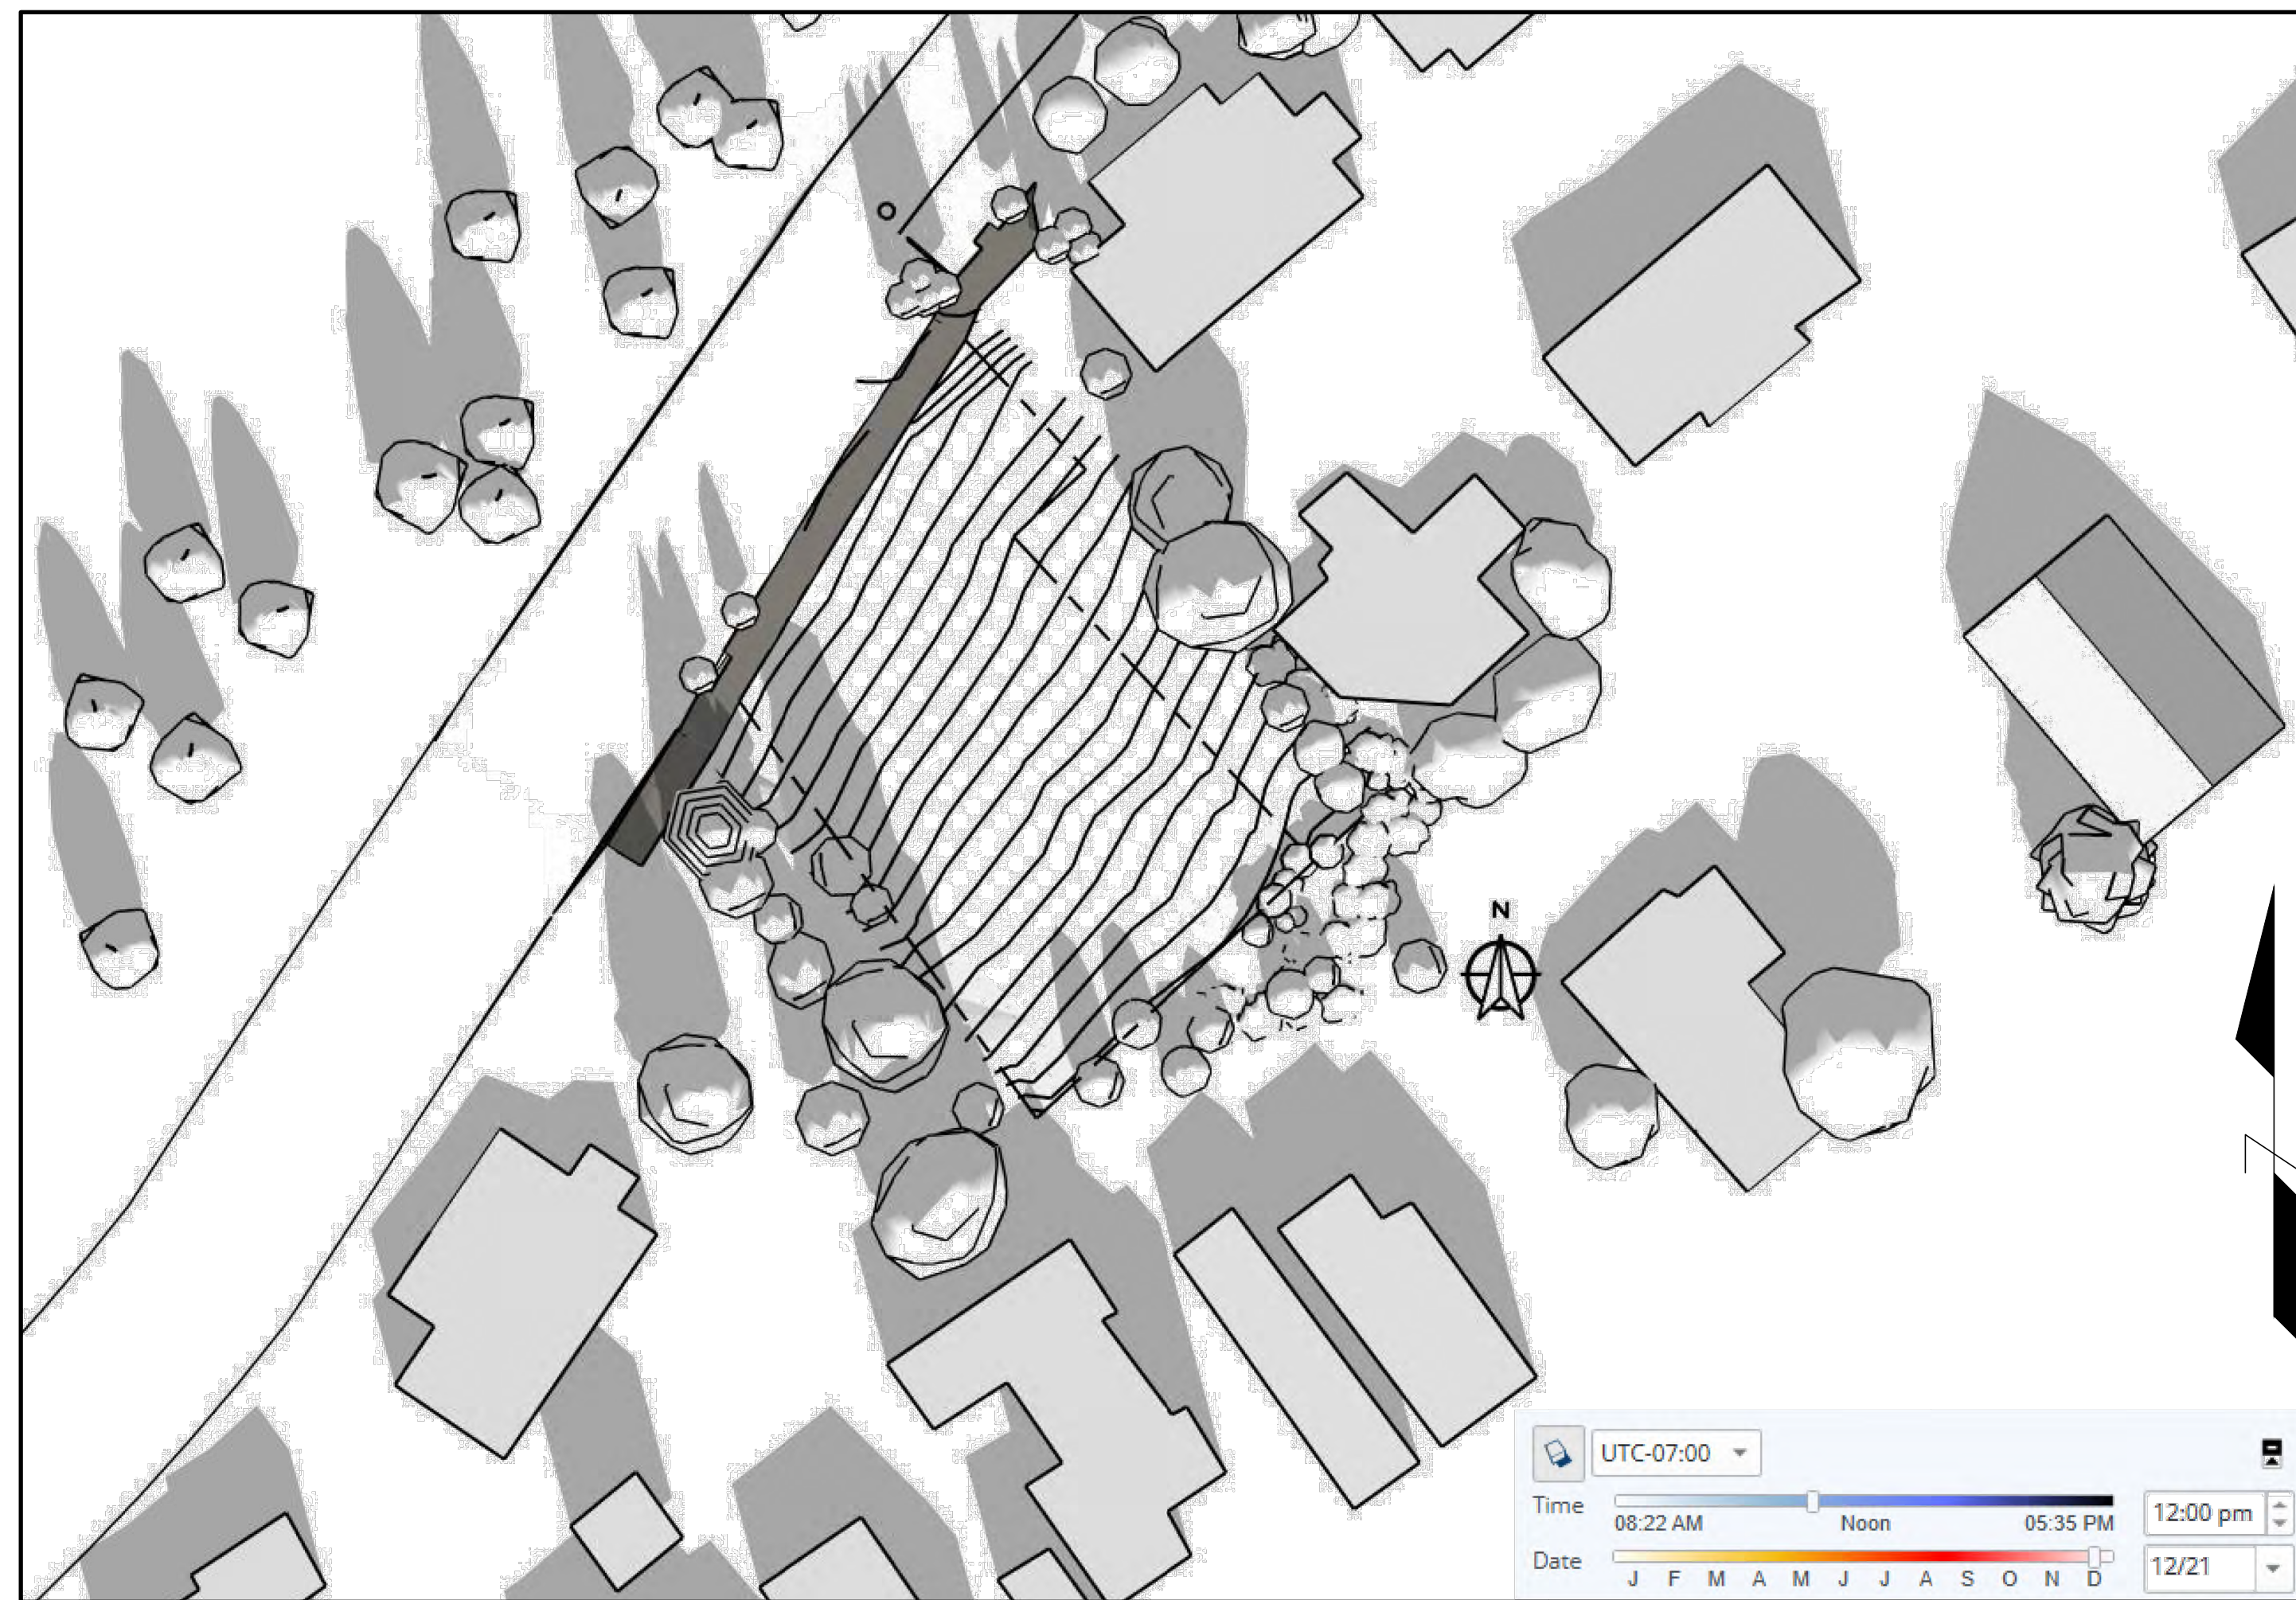 N
UTC-07:00
Time
08:22 AM
Noon
05:35 PM
12:00 pm
Date
J F M A M J J A S O N D
12/21